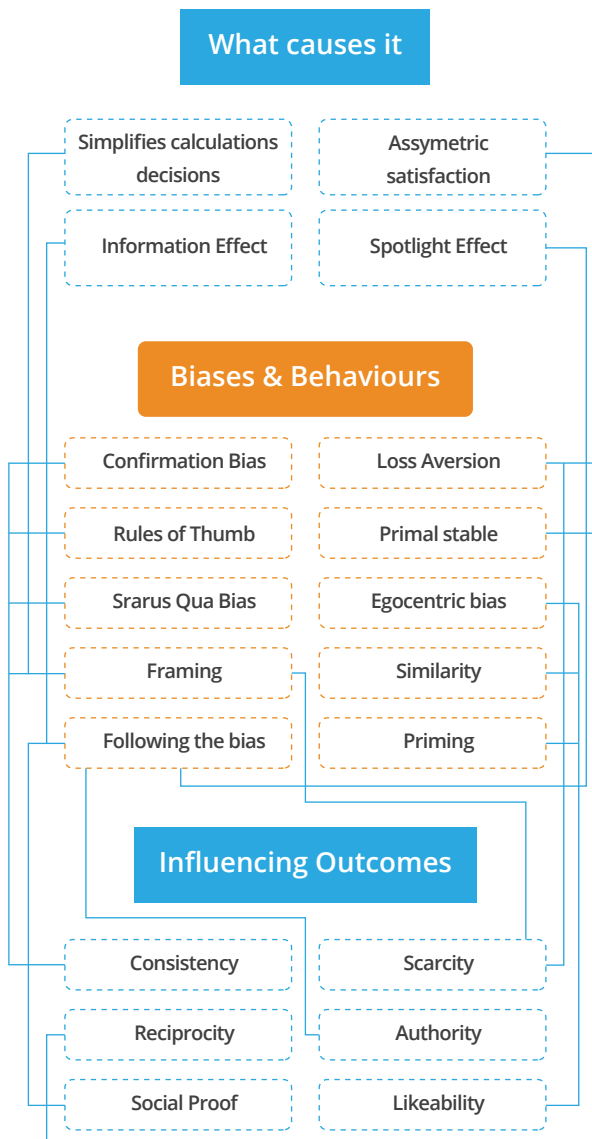 What causes it
Simplifies calculations
decisions
Assymetric
satisfaction
Information Effect
Spotlight Effect
Biases & Behaviours
Confirmation Bias
Loss Aversion
Rules of Thumb
Primal stable
Srarus Qua Bias
Egocentric bias
Framing
Similarity
Following the bias
Priming
Influencing Outcomes
Consistency
Scarcity
Reciprocity
Authority
Social Proof
Likeability